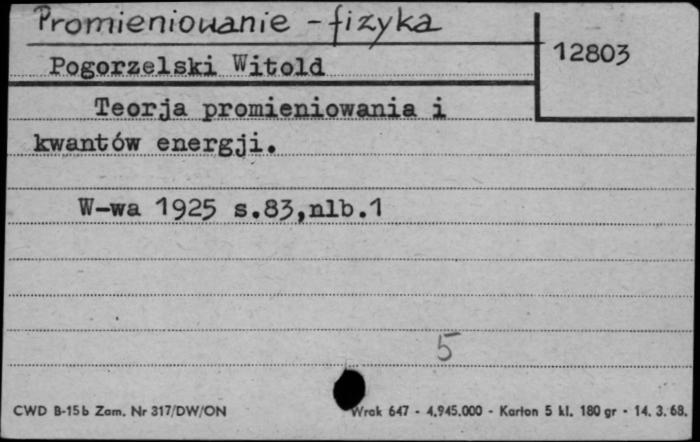 Promieniowanie - fizyka
12803
Pogorzelski Witold
Teorja promieniowania i
kwantów energji.
W-wa 1925 s.83,nlb.1
5
CWD B-15b Zam. Nr 317/DW/ON
Wrak 647 - 4.945.000 - Karton 5 kl. 180 gr - 14. 3. 68.